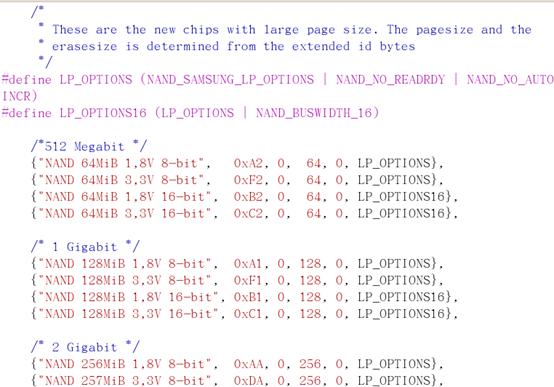 /*
* These are the new chips with large page size. The pagesize and the
* erasesize is determined from the extended id bytes
*/
#define LP_OPTIONS (NAND_SAMSUNG_LP_OPTIONS | NAND_NO_READRDY | NAND_NO_AUTO
INCR)
#define LP_OPTIONS16 (LP_OPTIONS | NAND_BUSWIDTH_16)
/*512 Megabit */
{"NAND 64MiB 1,8V 8-bit", 0xA2, 0, 64, 0, LP_OPTIONS},
{"NAND 64MiB 3,3V 8-bit", 0xF2, 0, 64, 0, LP_OPTIONS},
{"NAND 64MiB 1,8V 16-bit", 0xB2, 0, 64, 0, LP_OPTIONS16},
{"NAND 64MiB 3,3V 16-bit", 0xC2, 0, 64, 0, LP_OPTIONS16},
/* 1 Gigabit */
{"NAND 128MiB 1,8V 8-bit", 0xA1, 0, 128, 0, LP_OPTIONS},
{"NAND 128MiB 3,3V 8-bit", 0xF1, 0, 128, 0, LP_OPTIONS},
{"NAND 128MiB 1,8V 16-bit", 0xB1, 0, 128, 0, LP_OPTIONS16},
{"NAND 128MiB 3,3V 16-bit", 0xC1, 0, 128, 0, LP_OPTIONS16},
/* 2 Gigabit */
{"NAND 256MiB 1,8V 8-bit", 0xAA, 0, 256, 0, LP_OPTIONS},
{"NAND 257MiB 3,3V 8-bit", 0xDA, 0, 256, 0, LP_OPTIONS},